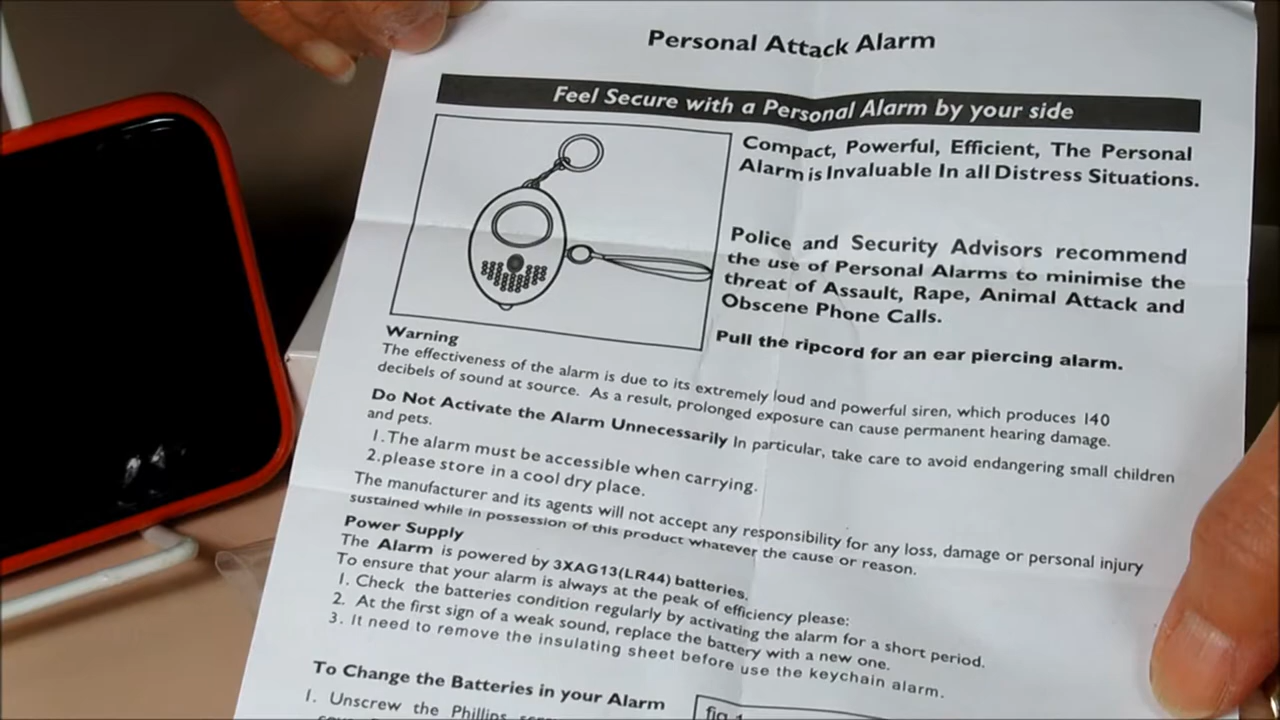 Personal Attack Alarm
Feel Secure with a Personal Alarm by your side
Compact, Powerful, Efficient, The Personal
Alarm is Invaluable In all Distress Situations.
Police and Security Advisors recommend
the use of Personal Alarms to minimise the
threat of Assault, Rape, Animal Attack and
Obscene Phone Calls.
Pull the ripcord for an ear piercing alarm.
Warning
The effectiveness of the alarm is due to its extremely loud and powerful siren, which produces 140
decibels of sound at source. As a result, prolonged exposure can cause permanent hearing damage.
Do Not Activate the Alarm Unnecessarily In particular, take care to avoid endangering small children
and pets.
1.The alarm must be accessible when carrying.
2.please store in a cool dry place.
The manufacturer and its agents will not accept any responsibility for any loss, damage or personal injury
sustained while in possession of this product whatever the cause or reason.
Power Supply
The Alarm is powered by 3XAG13(LR44) batteries.
To ensure that your alarm is always at the peak of efficiency please:
1. Check the batteries condition regularly by activating the alarm for a short period.
2. At the first sign of a weak sound, replace the battery with a new one.
3. It need to remove the insulating sheet before use the keychain alarm.
To Change the Batteries in your Alarm
1. Unscrew the Phillips
fig